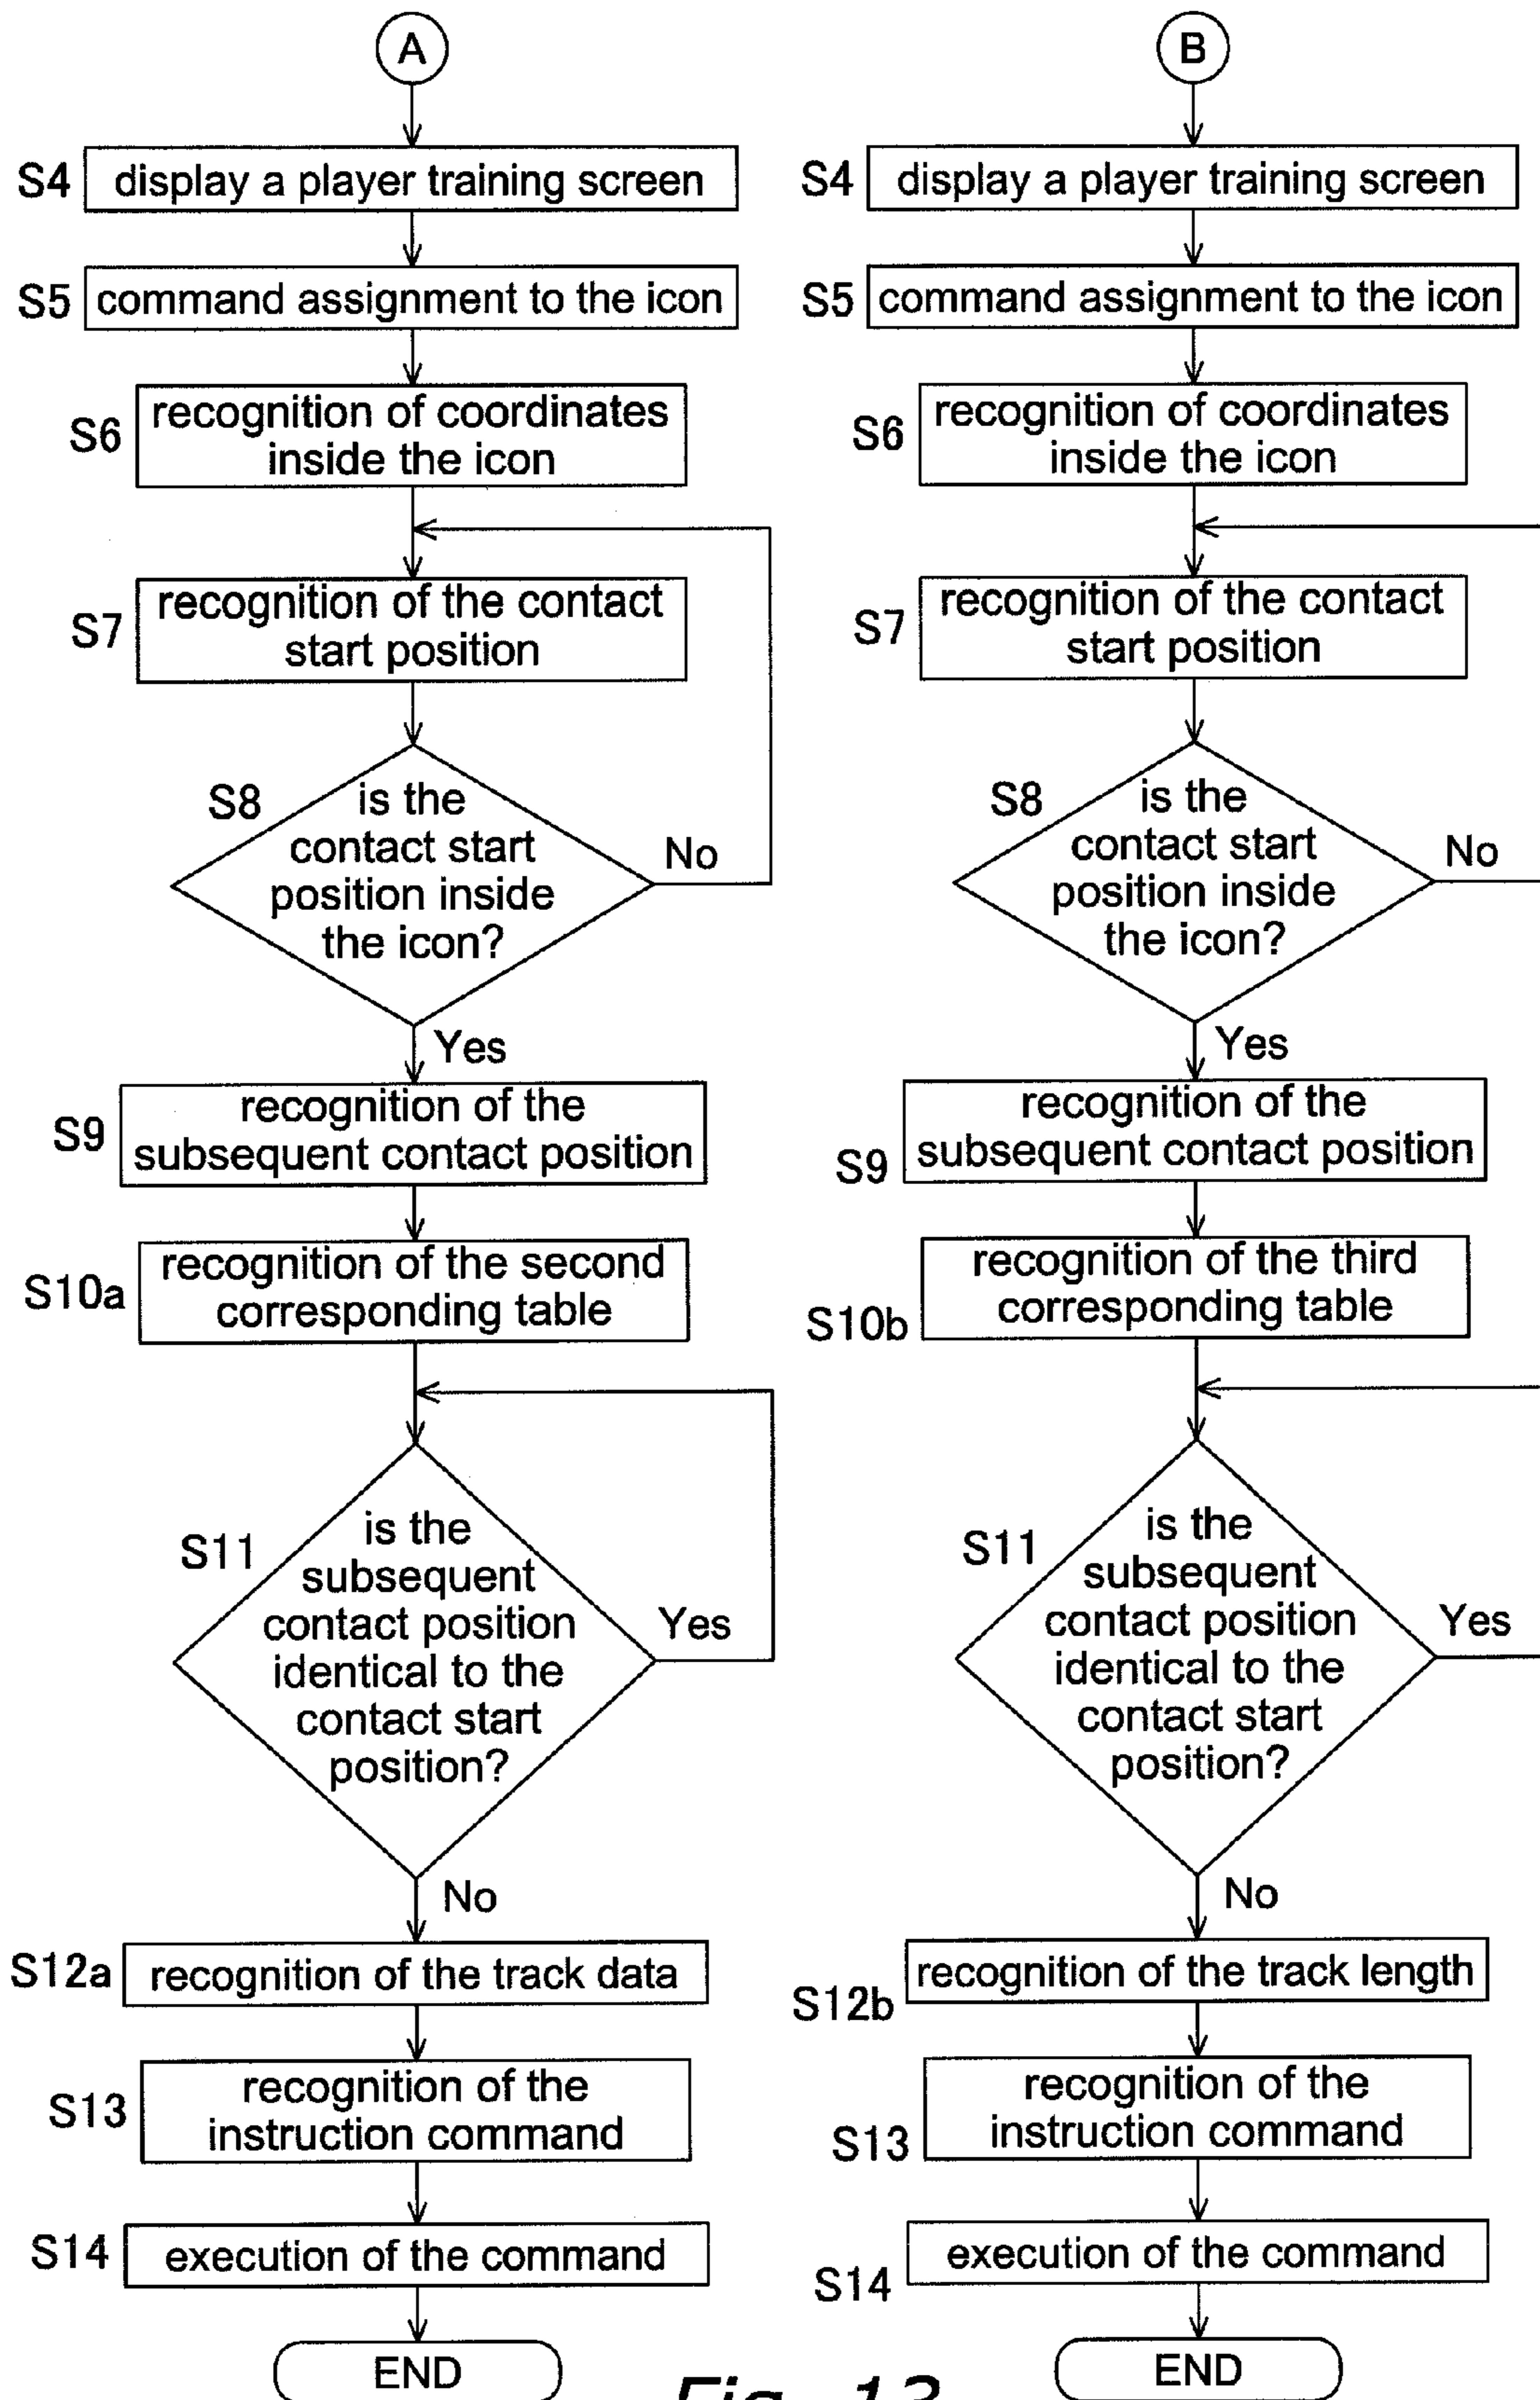 A
S4
display a player training screen
S5
command assignment to the icon
S6
recognition of coordinates
inside the icon
S7
recognition of the contact
start position
S8
is the
contact start
position inside
the icon?
No
Yes
S9
recognition of the
subsequent contact position
S10a
recognition of the second
corresponding table
S11
is the
subsequent
contact position
identical to the
contact start
position?
Yes
No
S12a
recognition of the track data
S13
recognition of the
instruction command
S14
execution of the command
END
B
S4
display a player training screen
S5
command assignment to the icon
S6
recognition of coordinates
inside the icon
S7
recognition of the contact
start position
S8
is the
contact start
position inside
the icon?
No
Yes
S9
recognition of the
subsequent contact position
S10b
recognition of the third
corresponding table
S11
is the
subsequent
contact position
identical to the
contact start
position?
Yes
No
S12b
recognition of the track length
S13
recognition of the
instruction command
S14
execution of the command
END
Fig. 13